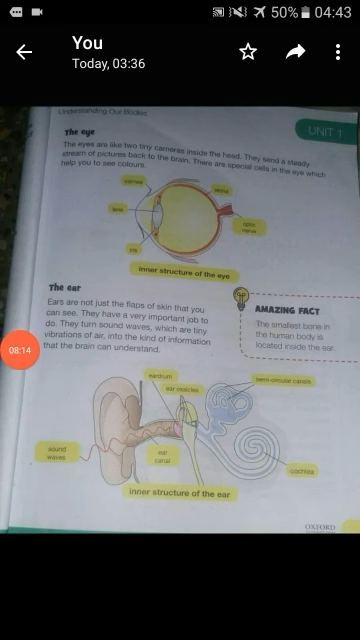 50% 04:43
You
Today, 03:36
Understanding Our Bodies
UNIT 1
The eye
The eyes are like two tiny cameras inside the head. They send a steady
stream of pictures back to the brain. There are special cells in the eye which
help you to see colours.
cornea
retina
lens
optic
nerve
iris
inner structure of the eye
The ear
Ears are not just the flaps of skin that you
can see. They have a very important job to
do. They turn sound waves, which are tiny
vibrations of air, into the kind of information
that the brain can understand.
AMAZING FACT
The smallest bone in
the human body is
located inside the ear.
08:14
eardrum
ear ossicles
semi-circular canals
sound
waves
ear
canal
cochlea
inner structure of the ear
OXFORD